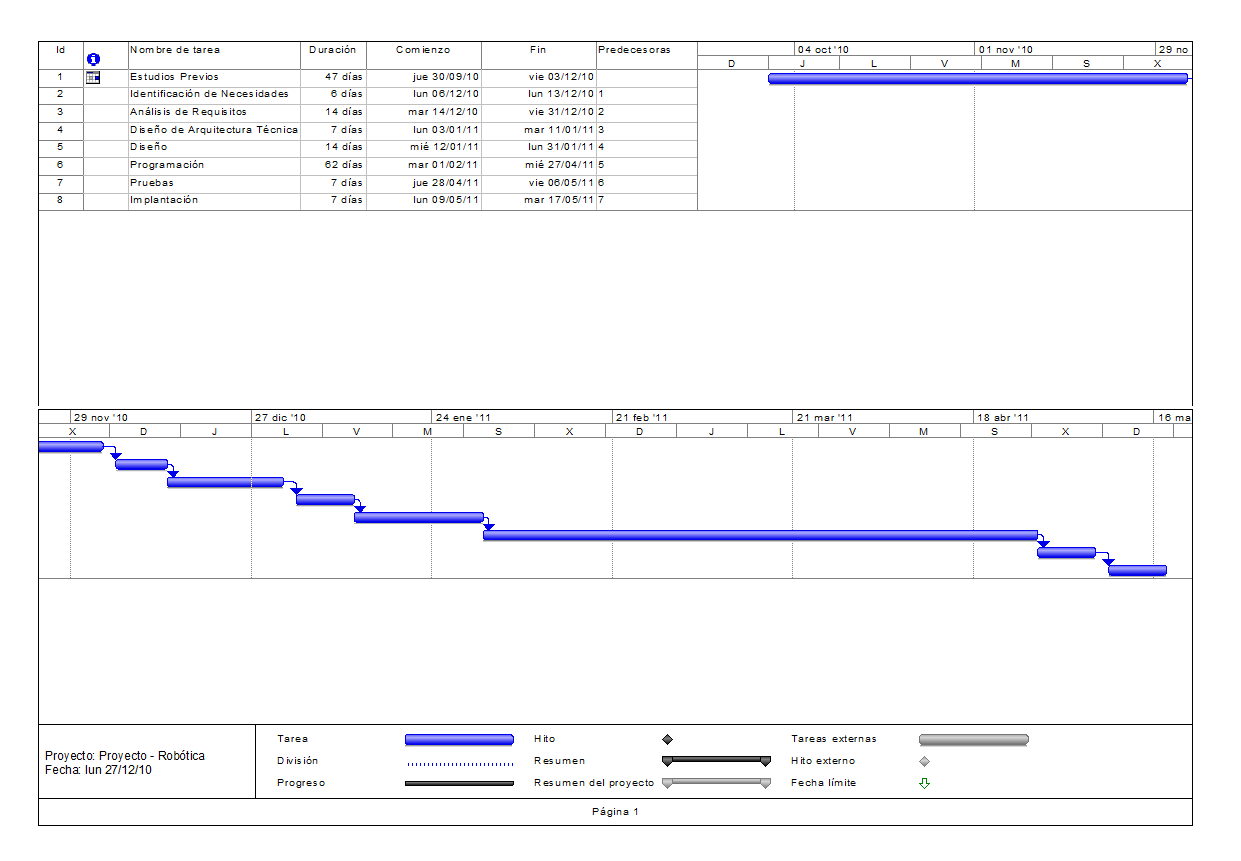 Id Nombre de tarea Duración Comienzo Fin Predecesoras
04 oct '10 01 nov '10 29 no
D J L V M S X
1 Estudios Previos 47 días jue 30/09/10 vie 03/12/10
2 Identificación de Necesidades 6 días lun 06/12/10 lun 13/12/10 1
3 Análisis de Requisitos 14 días mar 14/12/10 vie 31/12/10 2
4 Diseño de Arquitectura Técnica 7 días lun 03/01/11 mar 11/01/11 3
5 Diseño 14 días mié 12/01/11 lun 31/01/11 4
6 Programación 62 días mar 01/02/11 mié 27/04/11 5
7 Pruebas 7 días jue 28/04/11 vie 06/05/11 6
8 Implantación 7 días lun 09/05/11 mar 17/05/11 7
29 nov '10 27 dic '10 24 ene '11 21 feb '11 21 mar '11 18 abr '11 16 ma
X D J L V M S X D J L V M S X D
Proyecto: Proyecto - Robótica
Fecha: lun 27/12/10
Tarea Hito Tareas externas
División Resumen Hito externo
Progreso Resumen del proyecto Fecha límite
Página 1